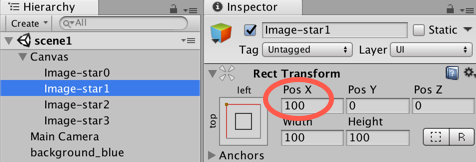 Hierarchy
Create All
scene1
Canvas
Image-star0
Image-star1
Image-star2
Image-star3
Main Camera
background_blue
Inspector
Image-star1 Static
Tag Untagged Layer UI
Rect Transform
left Pos X Pos Y Pos Z
top 100 0 0
Width Height
100 100 R
Anchors